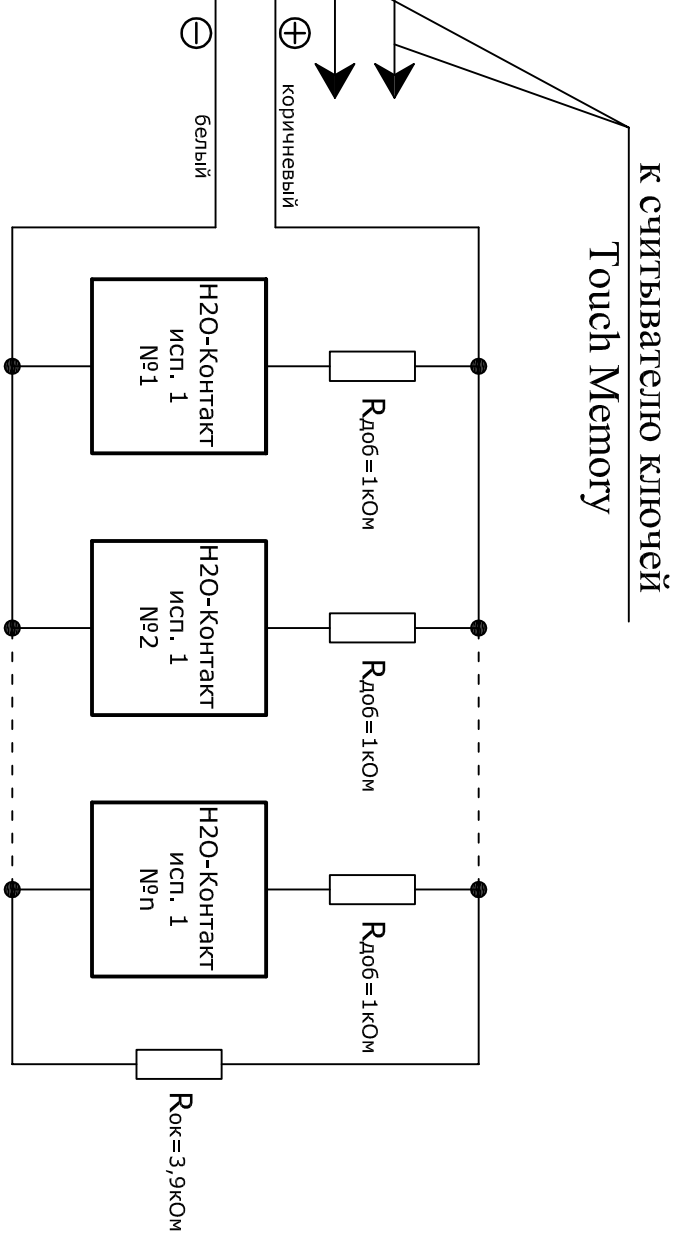 к считывателю ключей
Touch Memory
⊕
коричневый
⊖
белый
Rдоб=1кОм
H2O-Контакт
исп. 1
№1
Rдоб=1кОм
H2O-Контакт
исп. 1
№2
Rдоб=1кОм
H2O-Контакт
исп. 1
№n
Rок=3,9кОм